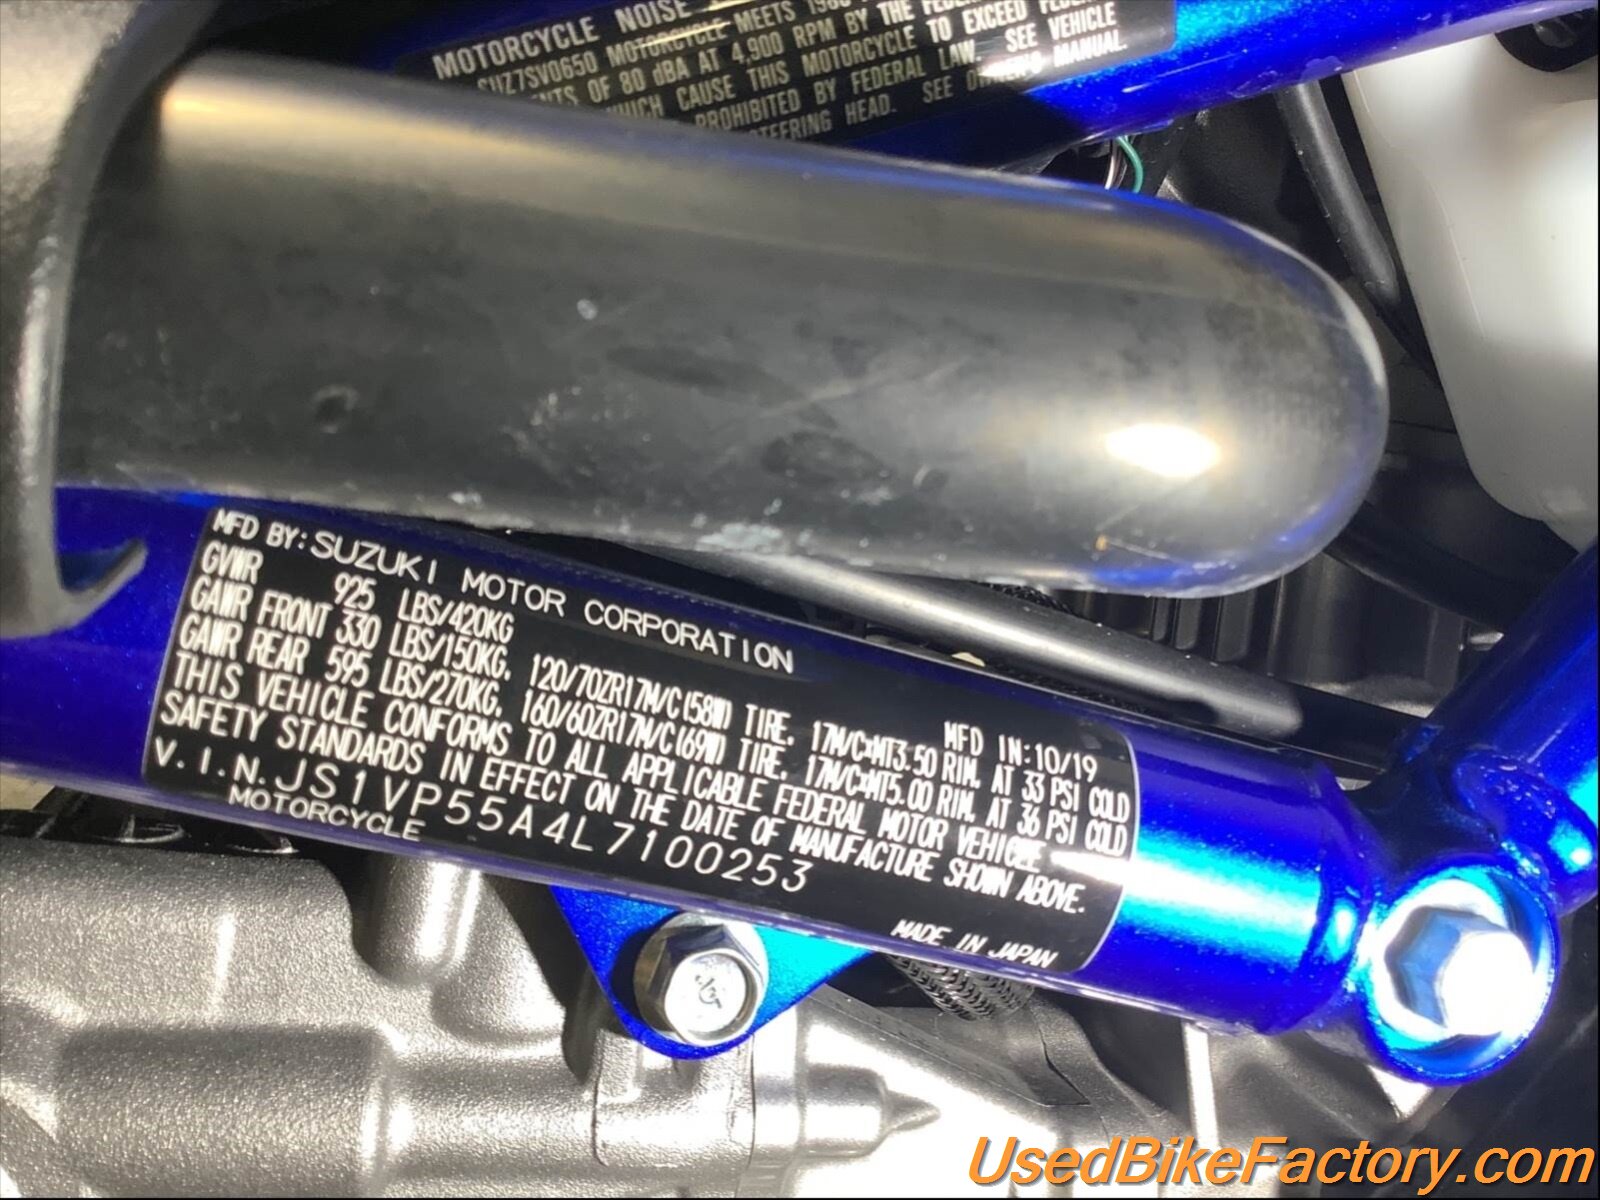 MOTORCYCLE NOISE
SUZ7SV0650 MOTORCYCLE MEETS
OF 80 dBA AT 4,900 RPM BY THE
WHICH CAUSE THIS MOTORCYCLE TO EXCEED
PROHIBITED BY FEDERAL LAW. SEE VEHICLE
STEERING HEAD. SEE MANUAL.
MFD BY: SUZUKI MOTOR CORPORATION
GVWR 925 LBS/420KG MFD IN:10/19
GAWR FRONT 330 LBS/150KG, 120/70ZR17M/C(58W) TIRE, 17M/C×MT3.50 RIM, AT 33 PSI COLD
GAWR REAR 595 LBS/270KG, 160/60ZR17M/C(69W) TIRE, 17M/C×MT5.00 RIM, AT 36 PSI COLD
THIS VEHICLE CONFORMS TO ALL APPLICABLE FEDERAL MOTOR VEHICLE
SAFETY STANDARDS IN EFFECT ON THE DATE OF MANUFACTURE SHOWN ABOVE.
V.I.N.JS1VP55A4L7100253
MOTORCYCLE MADE IN JAPAN
UsedBikeFactory.com